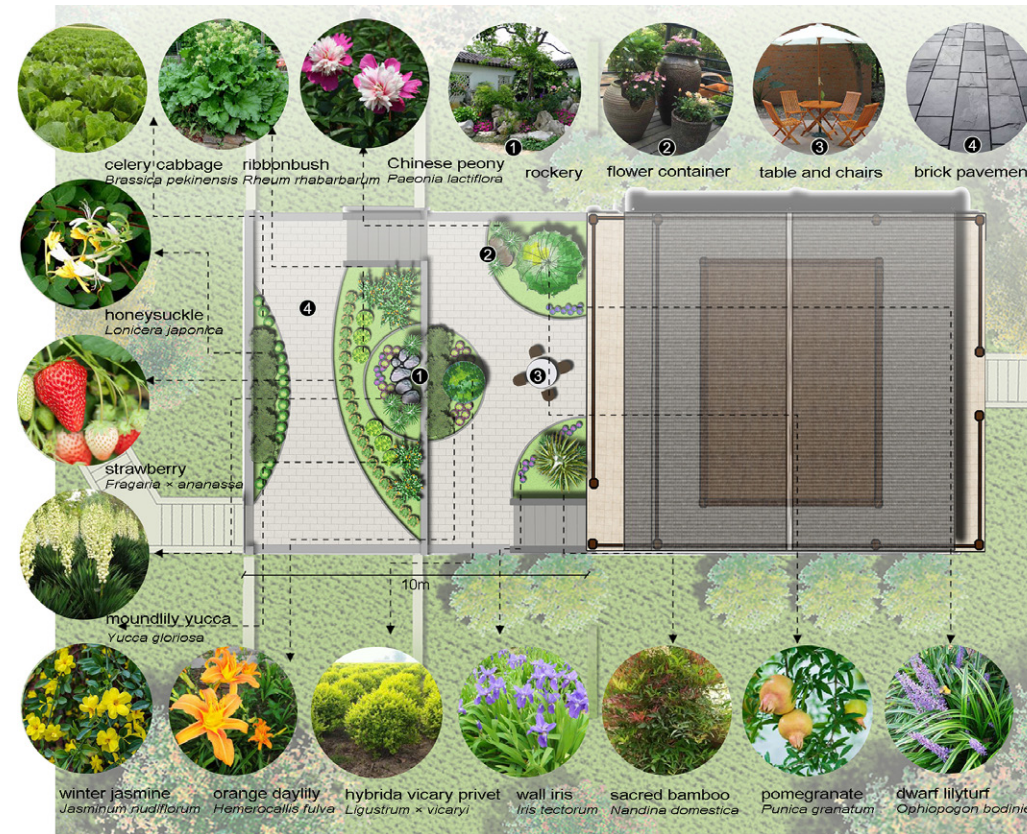 celery cabbage
Brassica pekinensis
ribbonbush
Rheum rhabarbarum
Chinese peony
Paeonia lactiflora
1
rockery
2
flower container
3
table and chairs
4
brick pavement
honeysuckle
Lonicera japonica
strawberry
Fragaria × ananassa
moundlily yucca
Yucca gloriosa
2
4
1
3
10m
winter jasmine
Jasminum nudiflorum
orange daylily
Hemerocallis fulva
hybrida vicary privet
Ligustrum × vicaryi
wall iris
Iris tectorum
sacred bamboo
Nandina domestica
pomegranate
Punica granatum
dwarf lilyturf
Ophiopogon bodinie